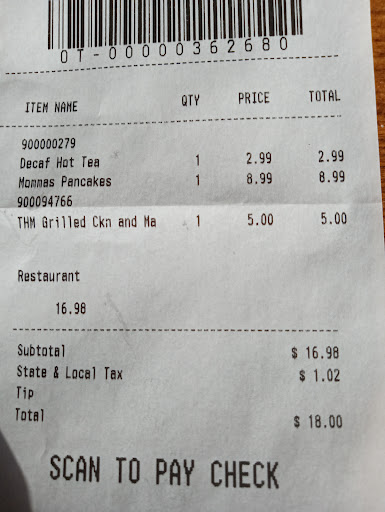 OT-00000362680
ITEM NAME QTY PRICE TOTAL
900000279
Decaf Hot Tea 1 2.99 2.99
Mommas Pancakes 1 8.99 8.99
900094766
THM Grilled Ckn and Ma 1 5.00 5.00
Restaurant
16.98
Subtotal $ 16.98
State & Local Tax $ 1.02
Tip
Total $ 18.00
SCAN TO PAY CHECK